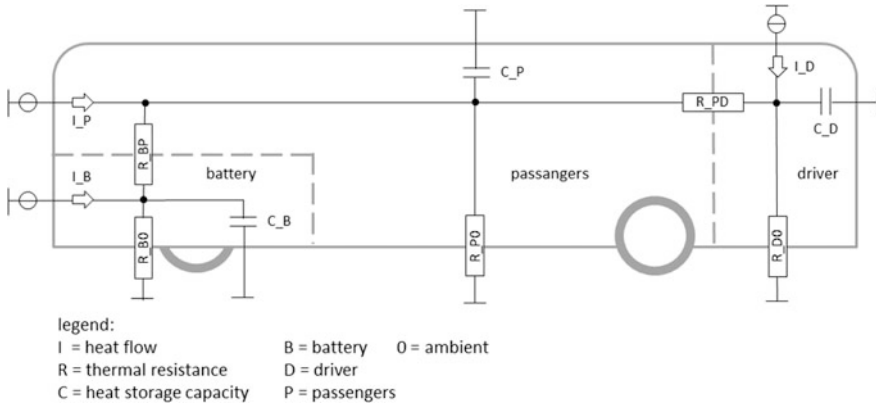 C_P
I_D
R_PD
I_P
C_D
R_BP
battery
passangers
driver
I_B
C_B
R_B0
R_P0
R_D0
legend:
I = heat flow
B = battery
0 = ambient
R = thermal resistance
D = driver
C = heat storage capacity
P = passengers